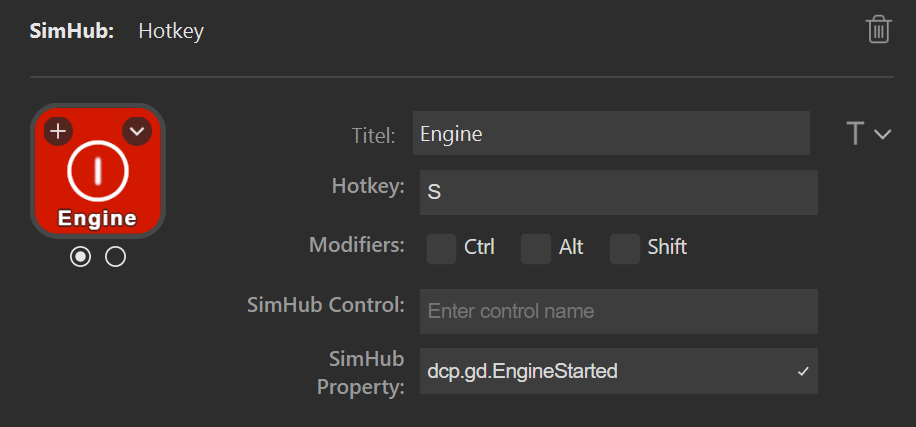 SimHub: Hotkey
Titel: Engine
T
Engine
Hotkey: S
Modifiers: Ctrl Alt Shift
SimHub Control: Enter control name
SimHub
Property: dcp.gd.EngineStarted